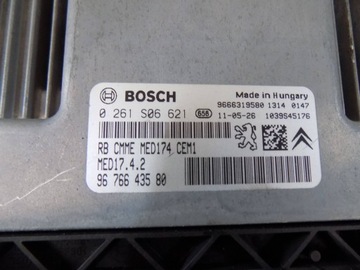 BOSCH
Made in Hungary
9666319580 1314 0147
0 261 S06 621 658 11-05-26 1039S45176
RB CMME MED174 CEM1
MED17.4.2
96 766 435 80